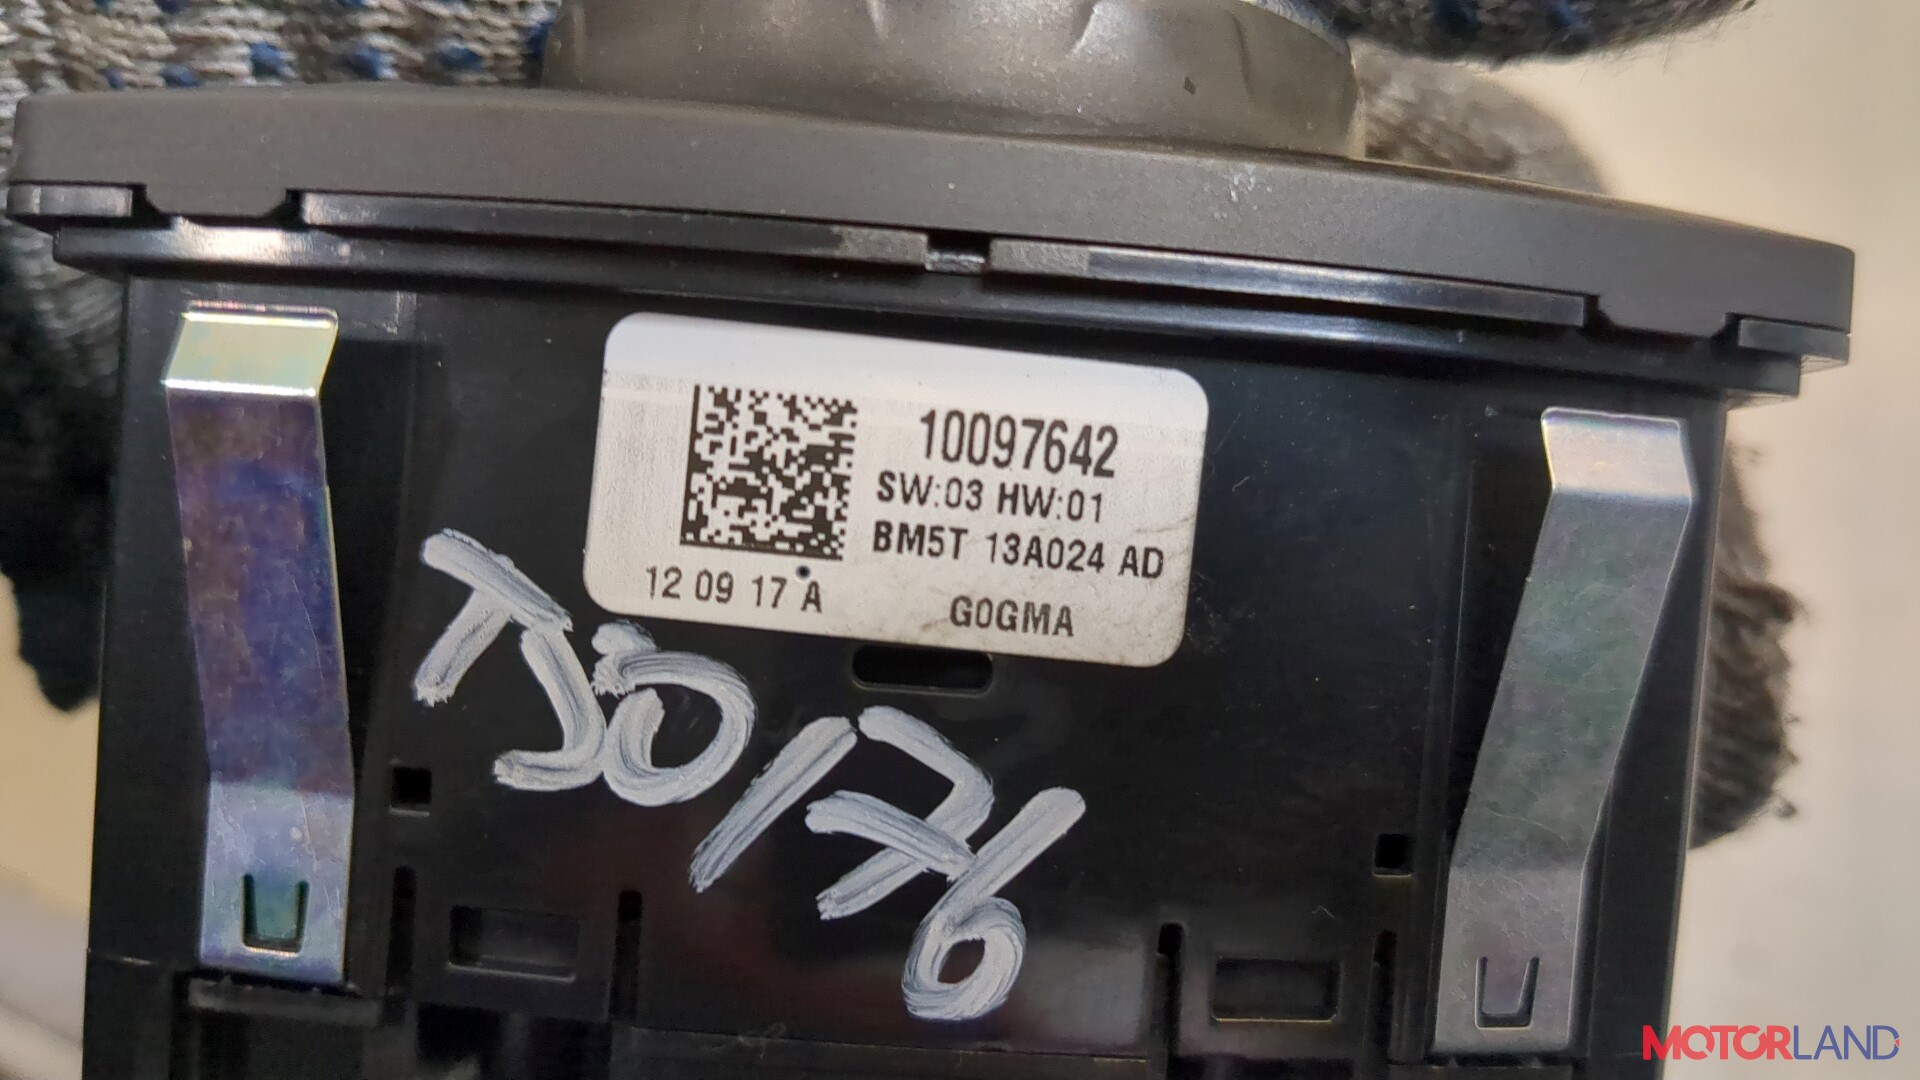 10097642
SW:03 HW:01
BM5T 13A024 AD
12 09 17 A
G0GMA
TJ0176
MOTORLAND